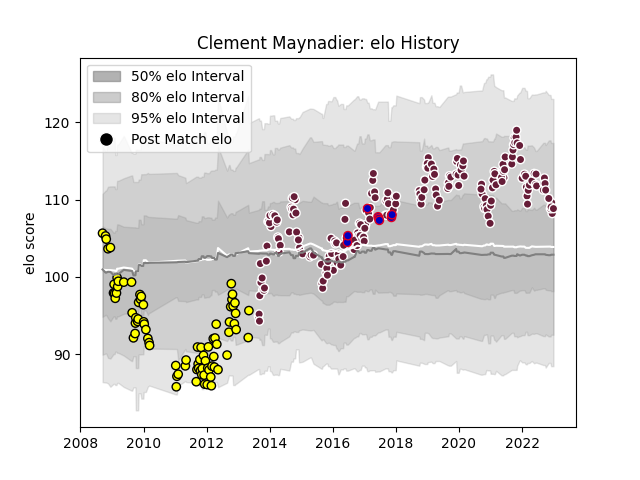 Clement Maynadier: elo History
50% elo Interval
80% elo Interval
95% elo Interval
Post Match elo
elo score
120
110
100
90
2008 2010 2012 2014 2016 2018 2020 2022